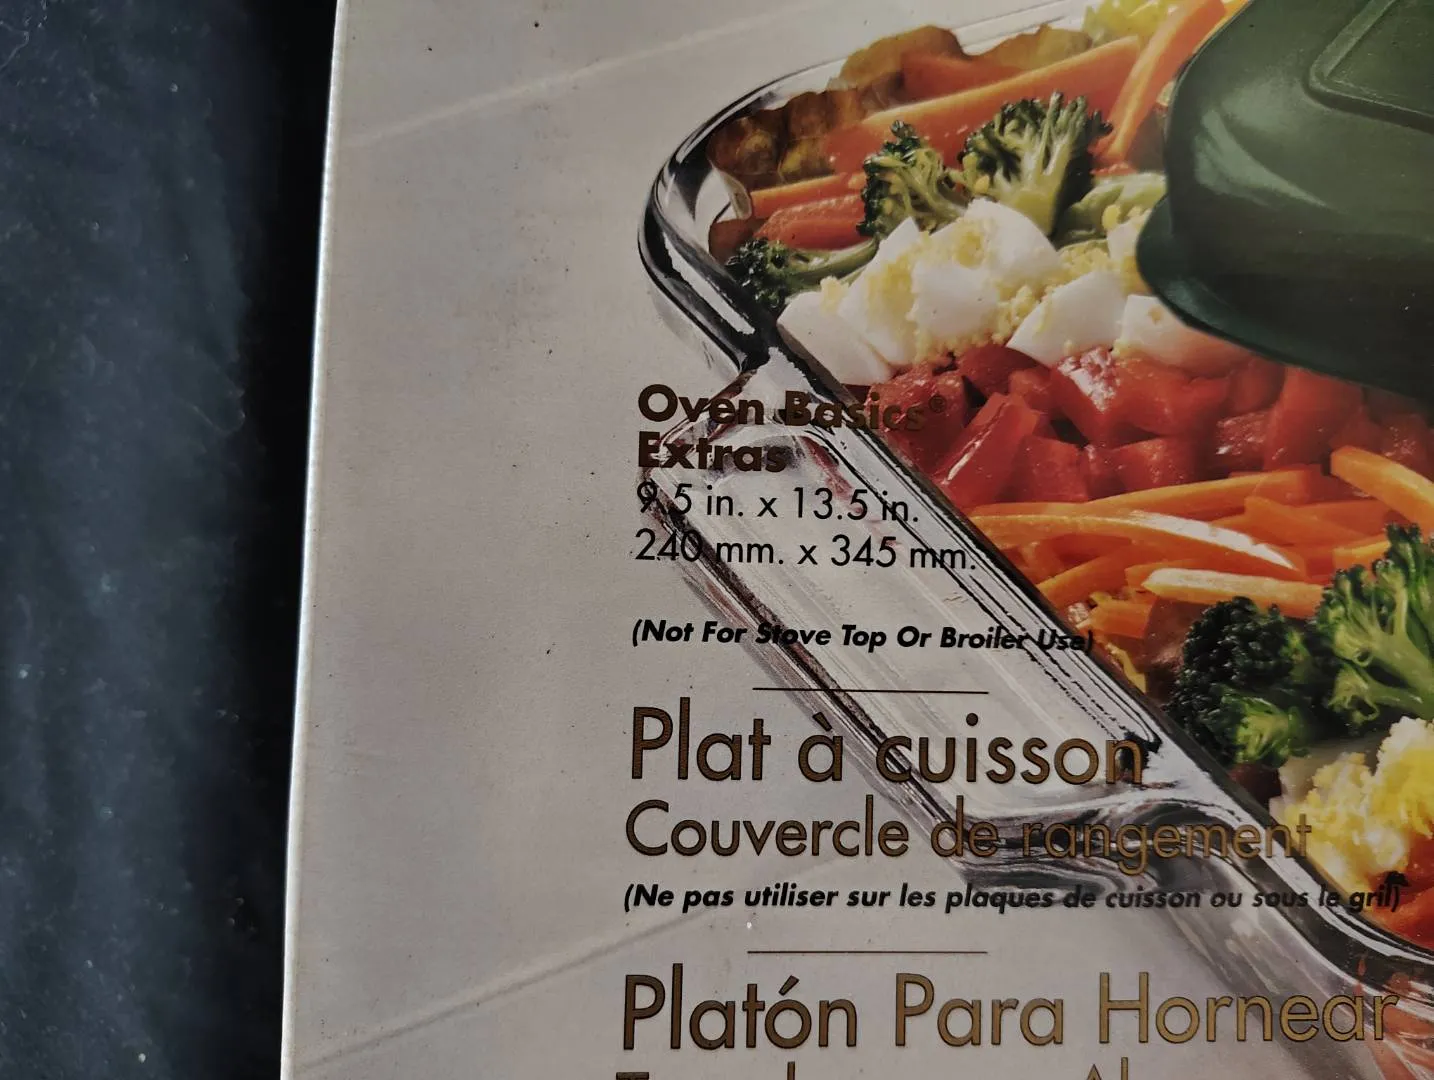 Oven Basics®
Extras
9.5 in. x 13.5 in.
240 mm. x 345 mm.
(Not For Stove Top Or Broiler Use)
Plat à cuisson
Couvercle de rangement
(Ne pas utiliser sur les plaques de cuisson ou sous le gril)
Platón Para Hornear